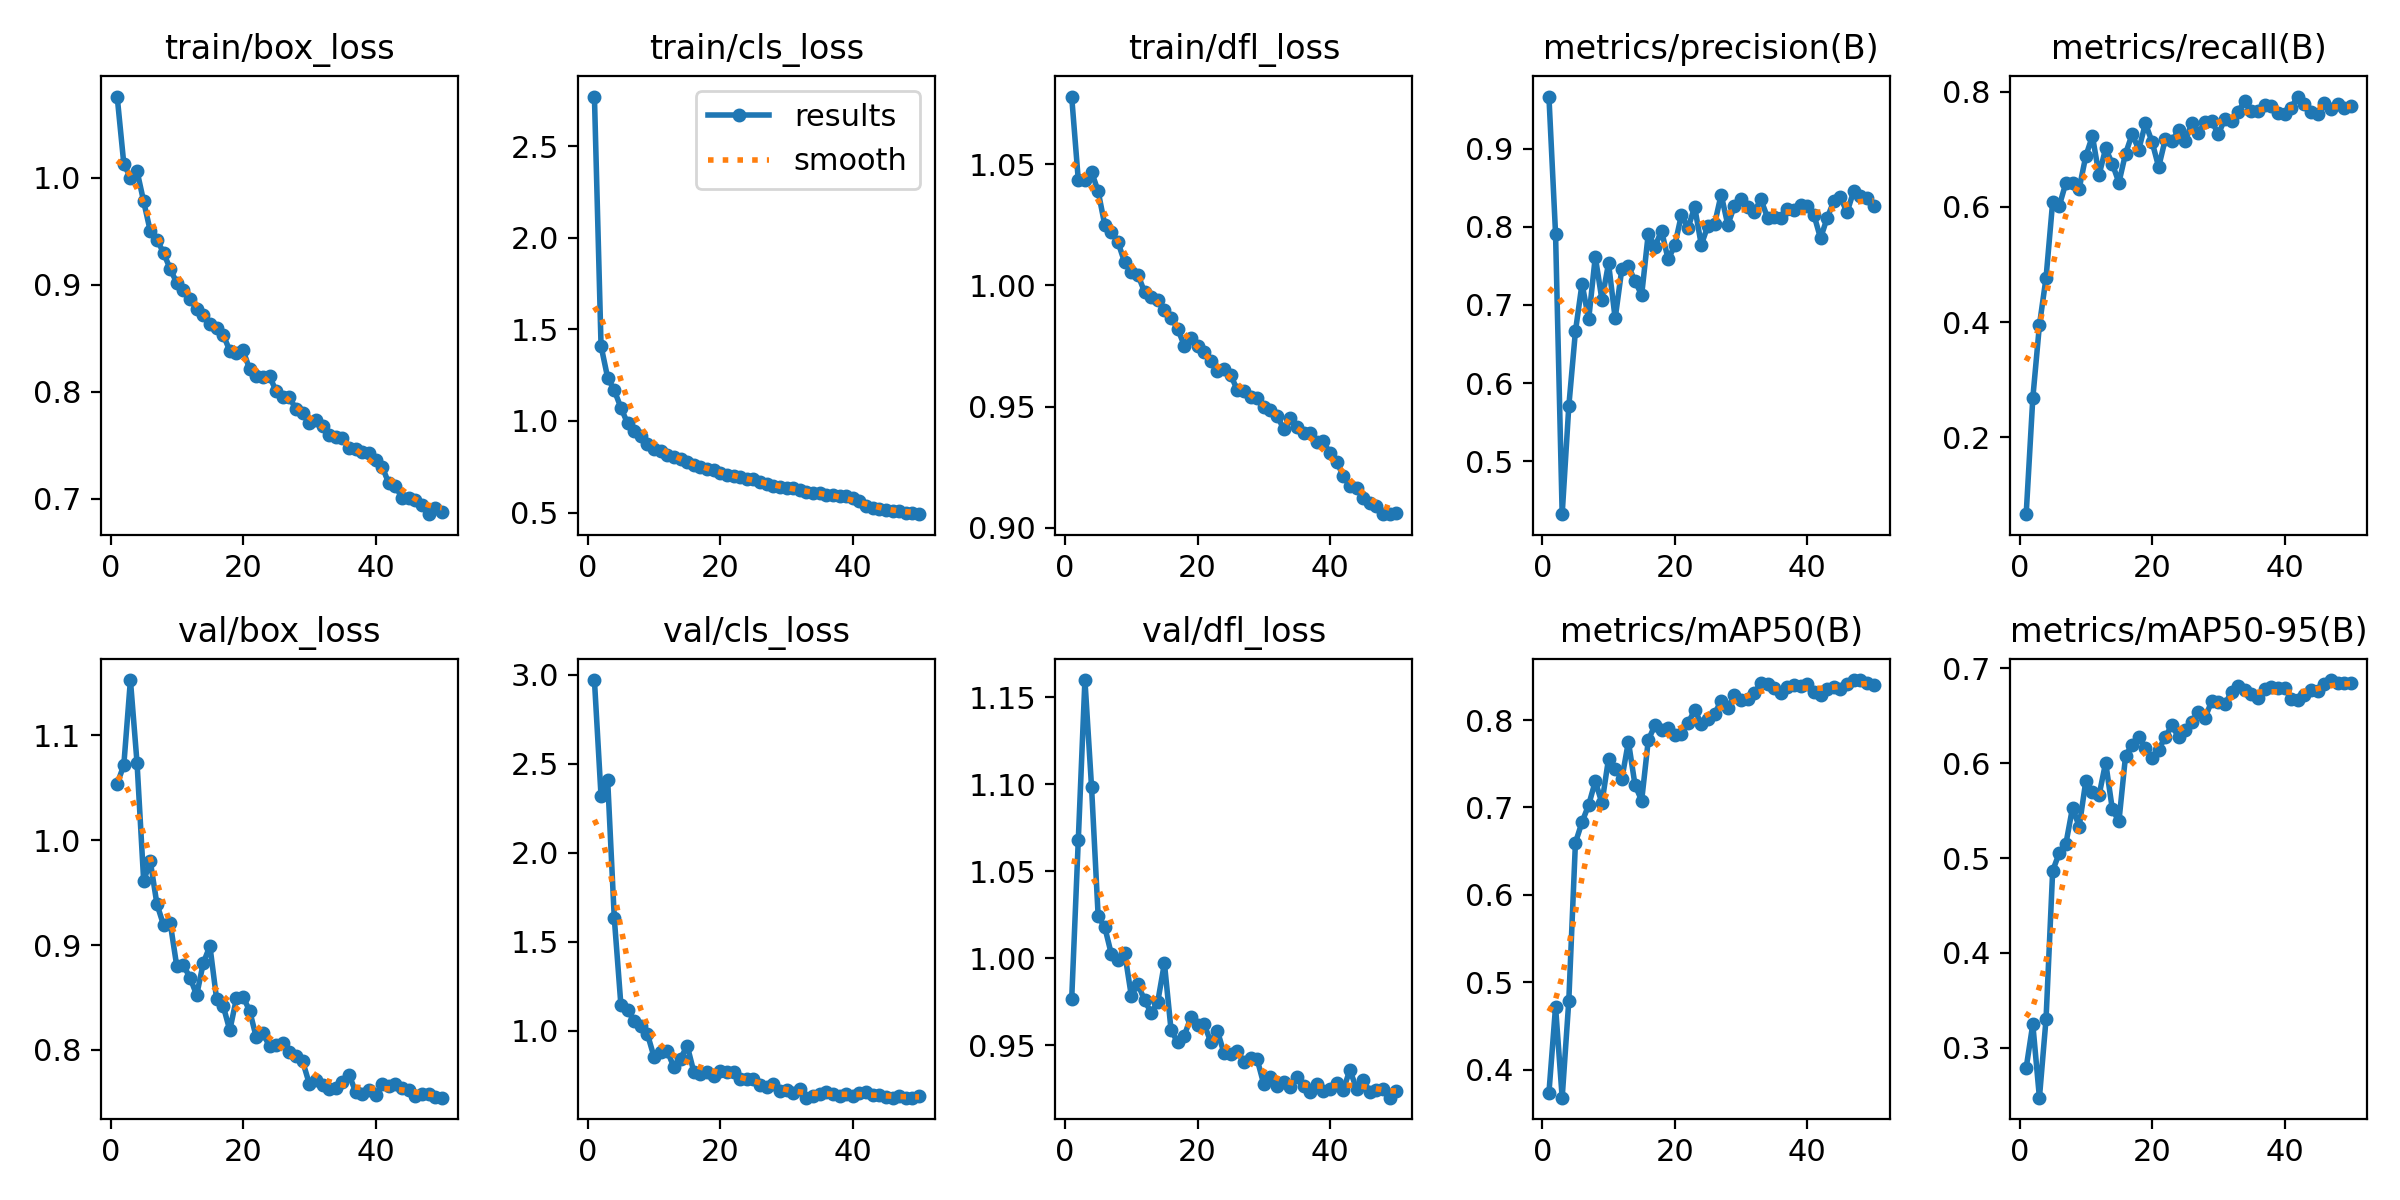 train/box_loss
1.0
0.9
0.8
0.7
0 20 40
train/cls_loss
results
smooth
2.5
2.0
1.5
1.0
0.5
0 20 40
train/dfl_loss
1.05
1.00
0.95
0.90
0 20 40
metrics/precision(B)
0.9
0.8
0.7
0.6
0.5
0 20 40
metrics/recall(B)
0.8
0.6
0.4
0.2
0 20 40
val/box_loss
1.1
1.0
0.9
0.8
0 20 40
val/cls_loss
3.0
2.5
2.0
1.5
1.0
0 20 40
val/dfl_loss
1.15
1.10
1.05
1.00
0.95
0 20 40
metrics/mAP50(B)
0.8
0.7
0.6
0.5
0.4
0 20 40
metrics/mAP50-95(B)
0.7
0.6
0.5
0.4
0.3
0 20 40